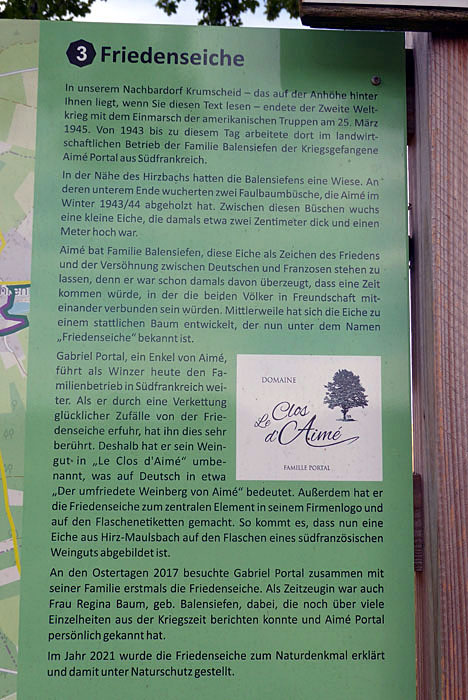 3 Friedenseiche
In unserem Nachbardorf Krumscheid – das auf der Anhöhe hinter
Ihnen liegt, wenn Sie diesen Text lesen – endete der Zweite Welt-
krieg mit dem Einmarsch der amerikanischen Truppen am 25. März
1945. Von 1943 bis zu diesem Tag arbeitete dort im landwirt-
schaftlichen Betrieb der Familie Balensiefen der Kriegsgefangene
Aimé Portal aus Südfrankreich.
In der Nähe des Hirzbachs hatten die Balensiefens eine Wiese. An
deren unterem Ende wucherten zwei Faulbaumbüsche, die Aimé im
Winter 1943/44 abgeholzt hat. Zwischen diesen Büschen wuchs
eine kleine Eiche, die damals etwa zwei Zentimeter dick und einen
Meter hoch war.
Aimé bat Familie Balensiefen, diese Eiche als Zeichen des Friedens
und der Versöhnung zwischen Deutschen und Franzosen stehen zu
lassen, denn er war schon damals davon überzeugt, dass eine Zeit
kommen würde, in der die beiden Völker in Freundschaft mit-
einander verbunden sein würden. Mittlerweile hat sich die Eiche zu
einem stattlichen Baum entwickelt, der nun unter dem Namen
„Friedenseiche“ bekannt ist.
Gabriel Portal, ein Enkel von Aimé,
führt als Winzer heute den Fa-
milienbetrieb in Südfrankreich wei-
ter. Als er durch eine Verkettung
glücklicher Zufälle von der Frie-
denseiche erfuhr, hat ihn dies sehr
berührt. Deshalb hat er sein Wein-
gut- in „Le Clos d'Aimé“ umbe-
nannt, was auf Deutsch in etwa
„Der umfriedete Weinberg von Aimé“ bedeutet. Außerdem hat er
die Friedenseiche zum zentralen Element in seinem Firmenlogo und
auf den Flaschenetiketten gemacht. So kommt es, dass nun eine
Eiche aus Hirz-Maulsbach auf den Flaschen eines südfranzösischen
Weinguts abgebildet ist.
DOMAINE
Le Clos
d'Aimé
FAMILLE PORTAL
An den Ostertagen 2017 besuchte Gabriel Portal zusammen mit
seiner Familie erstmals die Friedenseiche. Als Zeitzeugin war auch
Frau Regina Baum, geb. Balensiefen, dabei, die noch über viele
Einzelheiten aus der Kriegszeit berichten konnte und Aimé Portal
persönlich gekannt hat.
Im Jahr 2021 wurde die Friedenseiche zum Naturdenkmal erklärt
und damit unter Naturschutz gestellt.